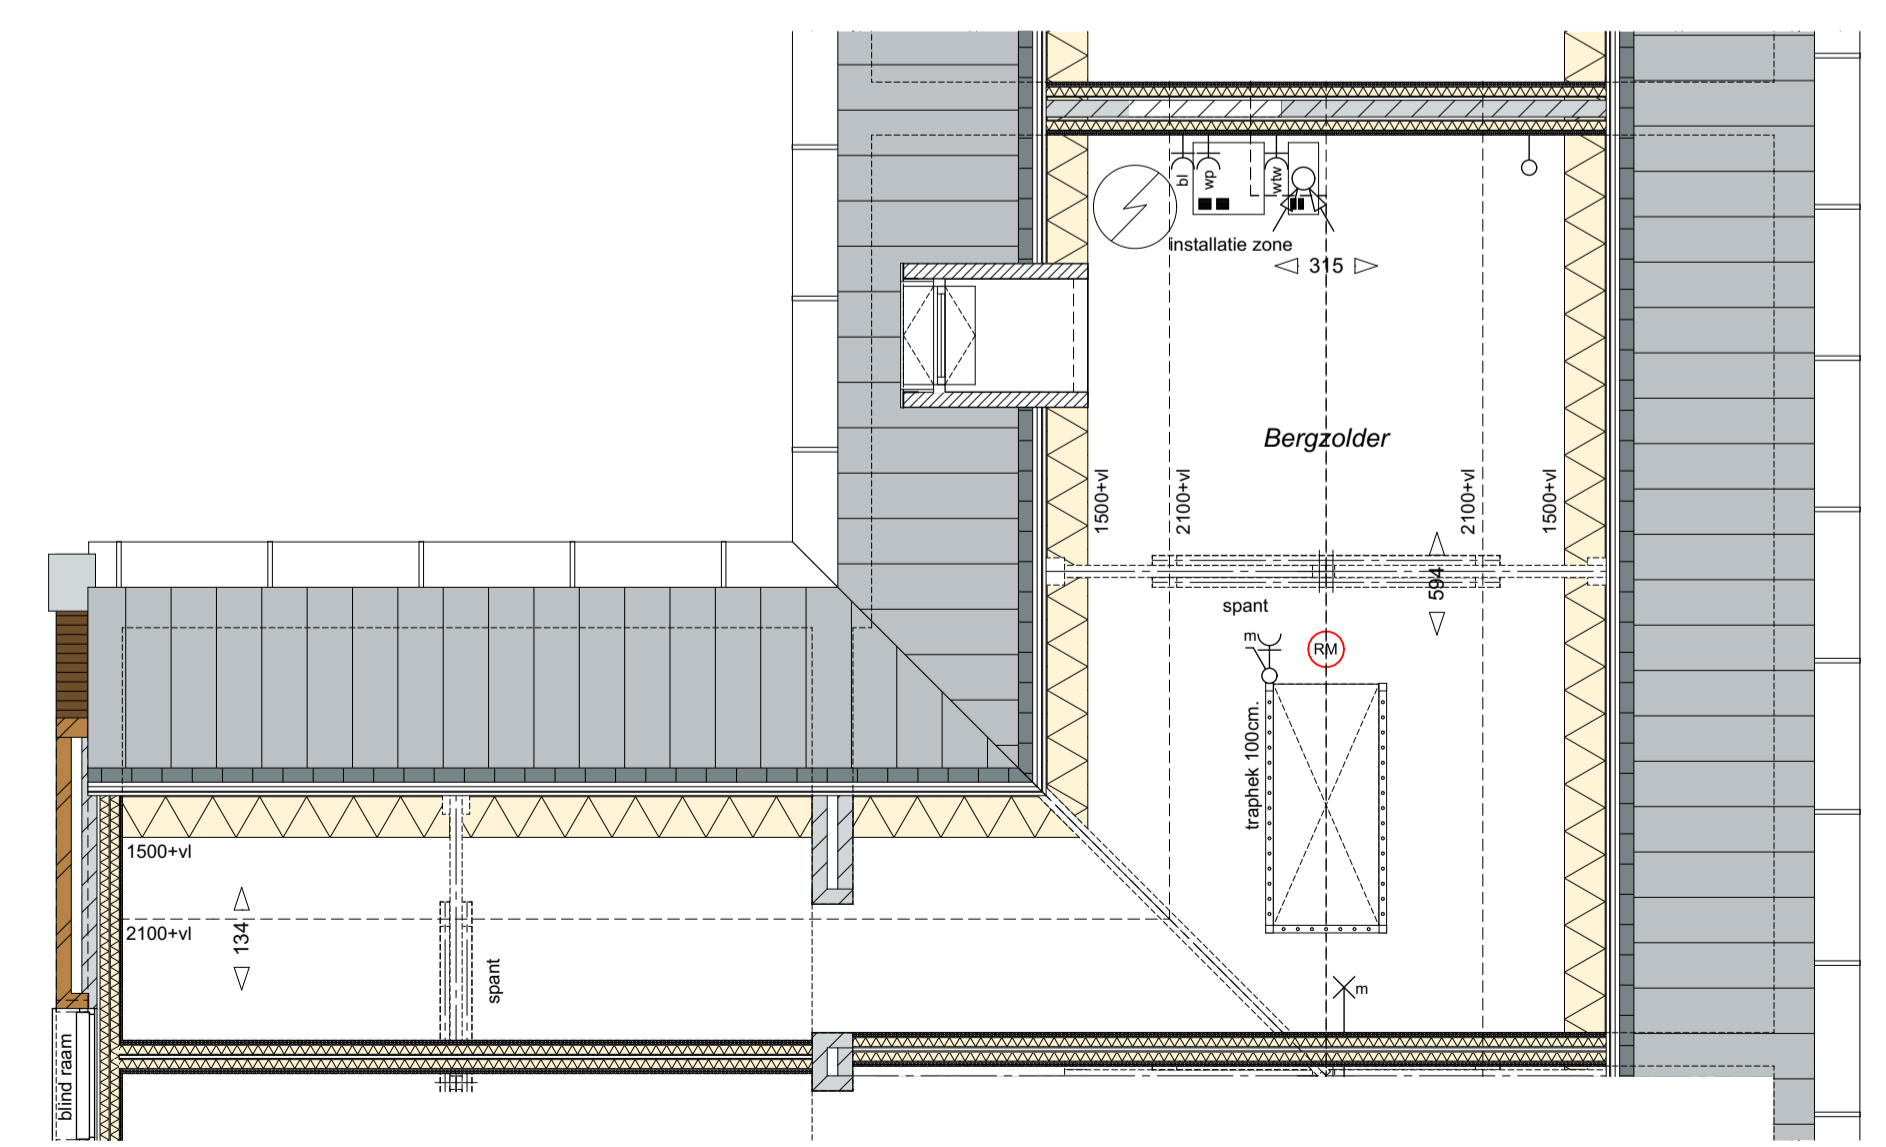 bl
wp
wtw
installatie zone
315
Bergzolder
1500+vl
2100+vl
2100+vl
1500+vl
594
spant
m
RM
traphek 100cm.
1500+vl
2100+vl
134
spant
m
blind raam